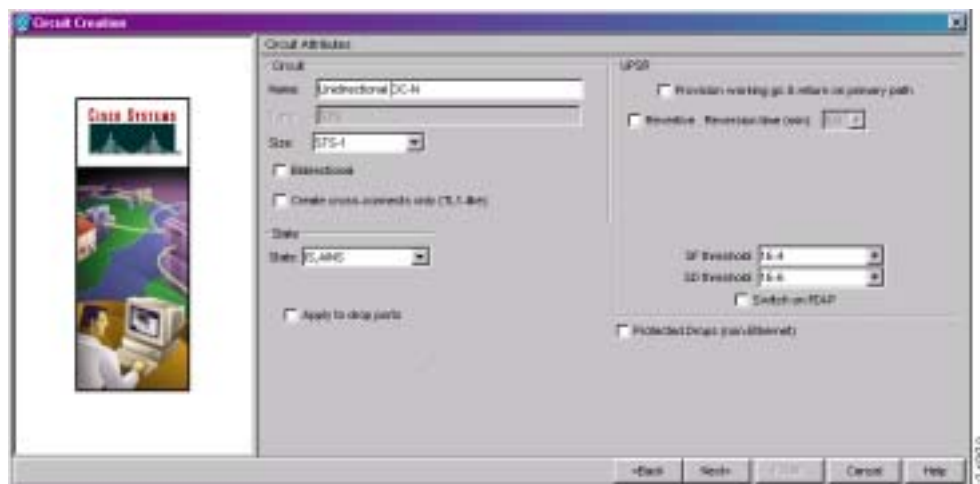 Circuit Creation
Cisco Systems
Circuit Attributes
Circuit
Name: Unidirectional OC-N
Type: STS
Size: STS-1
Bidirectional
Create cross-connects only (TL1-like)
State
State: IS,AINS
Apply to drop ports
UPSR
Provision working go & return on primary path
Revertive Reversion time (min)
SF threshold: 1E-4
SD threshold: 1E-6
Switch on PDI-P
Protected Drops (non-Ethernet)
<Back Next> Cancel Help